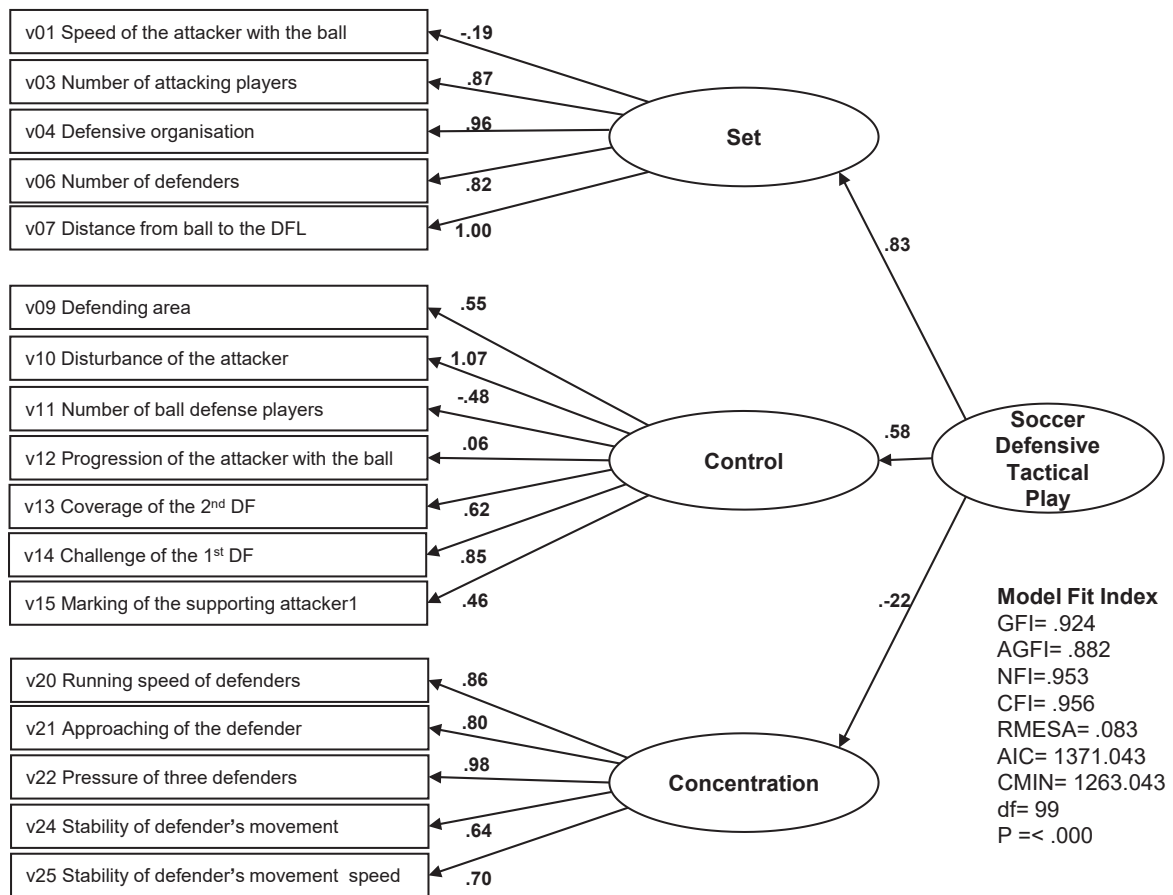 v01 Speed of the attacker with the ball
-.19
v03 Number of attacking players
.87
v04 Defensive organisation
.96
v06 Number of defenders
.82
v07 Distance from ball to the DFL
1.00
Set
.83
v09 Defending area
.55
v10 Disturbance of the attacker
1.07
v11 Number of ball defense players
-.48
v12 Progression of the attacker with the ball
.06
v13 Coverage of the 2nd DF
.62
v14 Challenge of the 1st DF
.85
v15 Marking of the supporting attacker1
.46
Control
.58
Soccer
Defensive
Tactical
Play
v20 Running speed of defenders
.86
v21 Approaching of the defender
.80
v22 Pressure of three defenders
.98
v24 Stability of defender's movement
.64
v25 Stability of defender's movement speed
.70
Concentration
.-22
Model Fit Index
GFI= .924
AGFI= .882
NFI=.953
CFI= .956
RMESA= .083
AIC= 1371.043
CMIN= 1263.043
df= 99
P =< .000